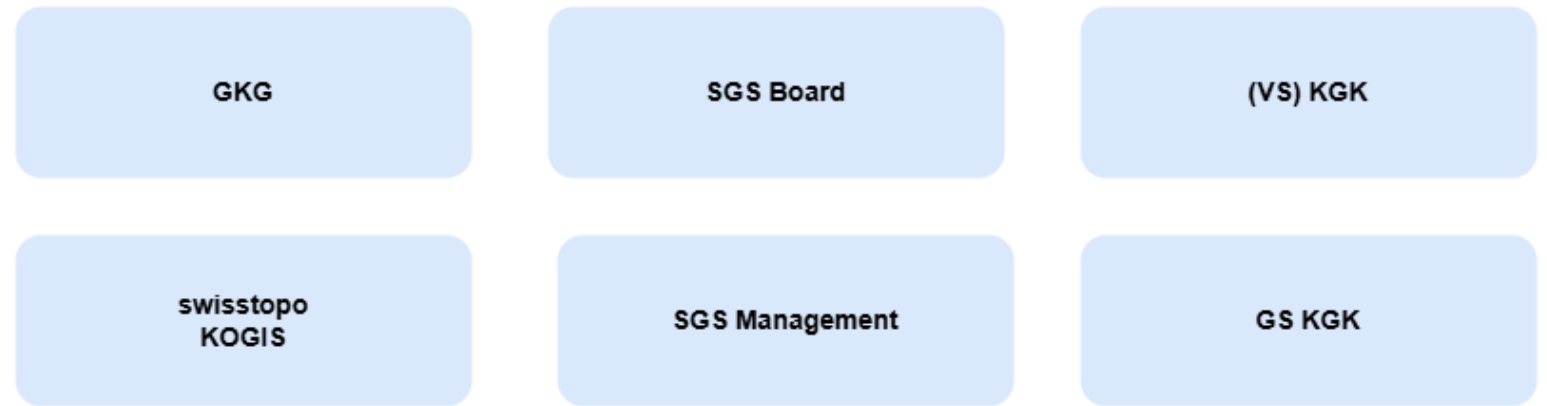 GKG
SGS Board
(VS) KGK
swisstopo
KOGIS
SGS Management
GS KGK